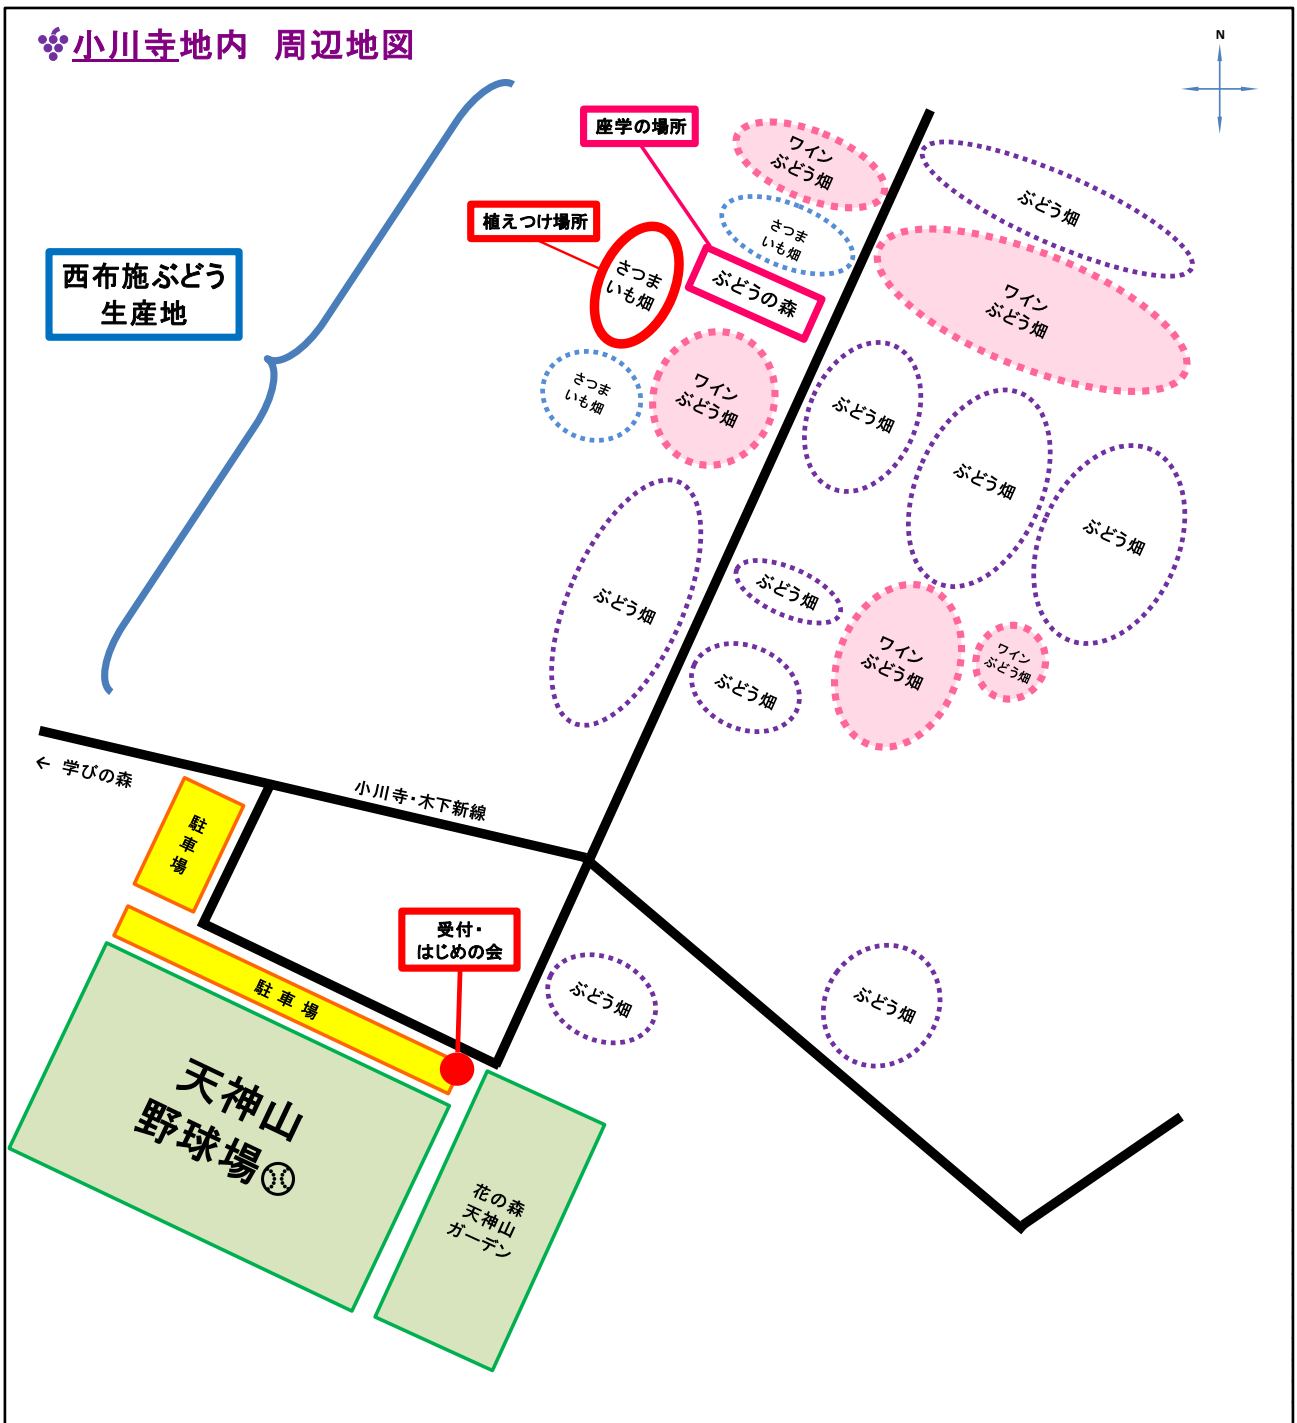 小川寺地内 周辺地図
N
座学の場所
ワイン
ぶどう畑
ぶどう畑
植えつけ場所
さつま
いも畑
さつま
いも畑
ぶどうの森
西布施ぶどう
生産地
ワイン
ぶどう畑
さつま
いも畑
ワイン
ぶどう畑
ぶどう畑
ぶどう畑
ぶどう畑
ぶどう畑
ぶどう畑
ぶどう畑
ワイン
ぶどう畑
ワイン
ぶどう畑
← 学びの森
小川寺・木下新線
駐
車
場
受付・
はじめの会
駐車場
ぶどう畑
ぶどう畑
天神山
野球場
花の森
天神山
ガーデン